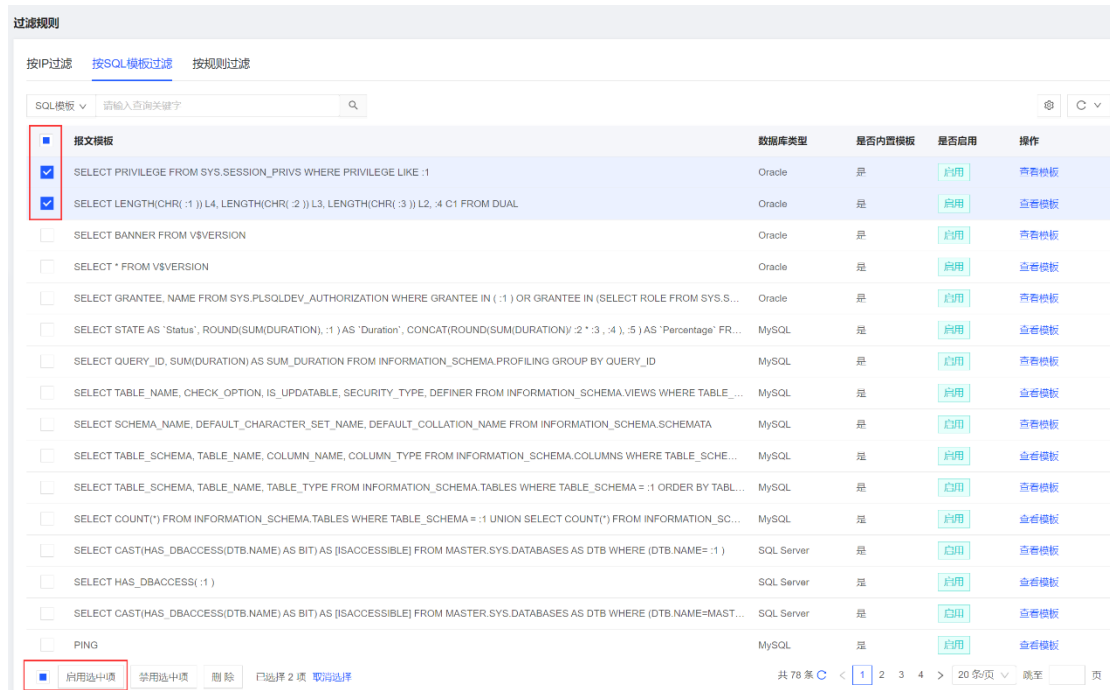 过滤规则
按IP过滤 按SQL模板过滤 按规则过滤
SQL模板 请输入查询关键字
报文模板 数据库类型 是否内置模板 是否启用 操作
SELECT PRIVILEGE FROM SYS.SESSION_PRIVS WHERE PRIVILEGE LIKE :1 Oracle 是 启用 查看模板
SELECT LENGTH(CHR( :1 )) L4, LENGTH(CHR( :2 )) L3, LENGTH(CHR( :3 )) L2, :4 C1 FROM DUAL Oracle 是 启用 查看模板
SELECT BANNER FROM V$VERSION Oracle 是 启用 查看模板
SELECT * FROM V$VERSION Oracle 是 启用 查看模板
SELECT GRANTEE, NAME FROM SYS.PLSQLDEV_AUTHORIZATION WHERE GRANTEE IN ( :1 ) OR GRANTEE IN (SELECT ROLE FROM SYS.S... Oracle 是 启用 查看模板
SELECT STATE AS `Status`, ROUND(SUM(DURATION), :1 ) AS `Duration`, CONCAT(ROUND(SUM(DURATION)/ :2 * :3 , :4 ), :5 ) AS `Percentage` FR... MySQL 是 启用 查看模板
SELECT QUERY_ID, SUM(DURATION) AS SUM_DURATION FROM INFORMATION_SCHEMA.PROFILING GROUP BY QUERY_ID MySQL 是 启用 查看模板
SELECT TABLE_NAME, CHECK_OPTION, IS_UPDATABLE, SECURITY_TYPE, DEFINER FROM INFORMATION_SCHEMA.VIEWS WHERE TABLE_... MySQL 是 启用 查看模板
SELECT SCHEMA_NAME, DEFAULT_CHARACTER_SET_NAME, DEFAULT_COLLATION_NAME FROM INFORMATION_SCHEMA.SCHEMATA MySQL 是 启用 查看模板
SELECT TABLE_SCHEMA, TABLE_NAME, COLUMN_NAME, COLUMN_TYPE FROM INFORMATION_SCHEMA.COLUMNS WHERE TABLE_SCHE... MySQL 是 启用 查看模板
SELECT TABLE_SCHEMA, TABLE_NAME, TABLE_TYPE FROM INFORMATION_SCHEMA.TABLES WHERE TABLE_SCHEMA = :1 ORDER BY TABL... MySQL 是 启用 查看模板
SELECT COUNT(*) FROM INFORMATION_SCHEMA.TABLES WHERE TABLE_SCHEMA = :1 UNION SELECT COUNT(*) FROM INFORMATION_SC... MySQL 是 启用 查看模板
SELECT CAST(HAS_DBACCESS(DTB.NAME) AS BIT) AS [ISACCESSIBLE] FROM MASTER.SYS.DATABASES AS DTB WHERE (DTB.NAME= :1 ) SQL Server 是 启用 查看模板
SELECT HAS_DBACCESS( :1 ) SQL Server 是 启用 查看模板
SELECT CAST(HAS_DBACCESS(DTB.NAME) AS BIT) AS [ISACCESSIBLE] FROM MASTER.SYS.DATABASES AS DTB WHERE (DTB.NAME=MAST... SQL Server 是 启用 查看模板
PING MySQL 是 启用 查看模板
启用选中项 禁用选中项 删除 已选择 2 项 取消选择 共 78 条 < 1 2 3 4 > 20 条/页 跳至 页